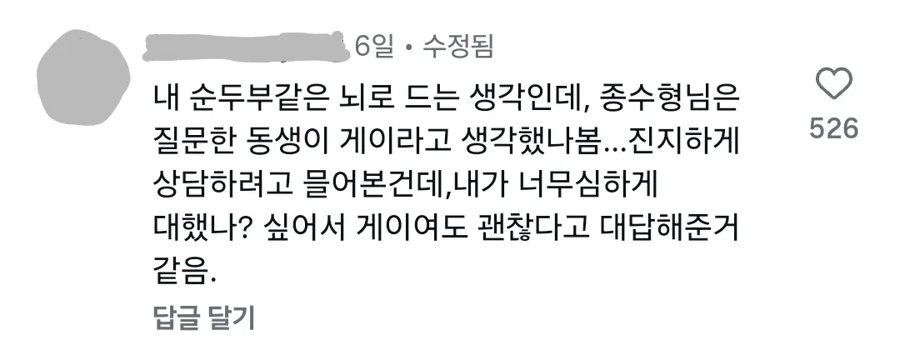 6일 • 수정됨
내 순두부같은 뇌로 드는 생각인데, 종수형님은
질문한 동생이 게이라고 생각했나봄...진지하게
상담하려고 믈어본건데,내가 너무심하게
대했나? 싶어서 게이여도 괜찮다고 대답해준거
같음.
526
답글 달기